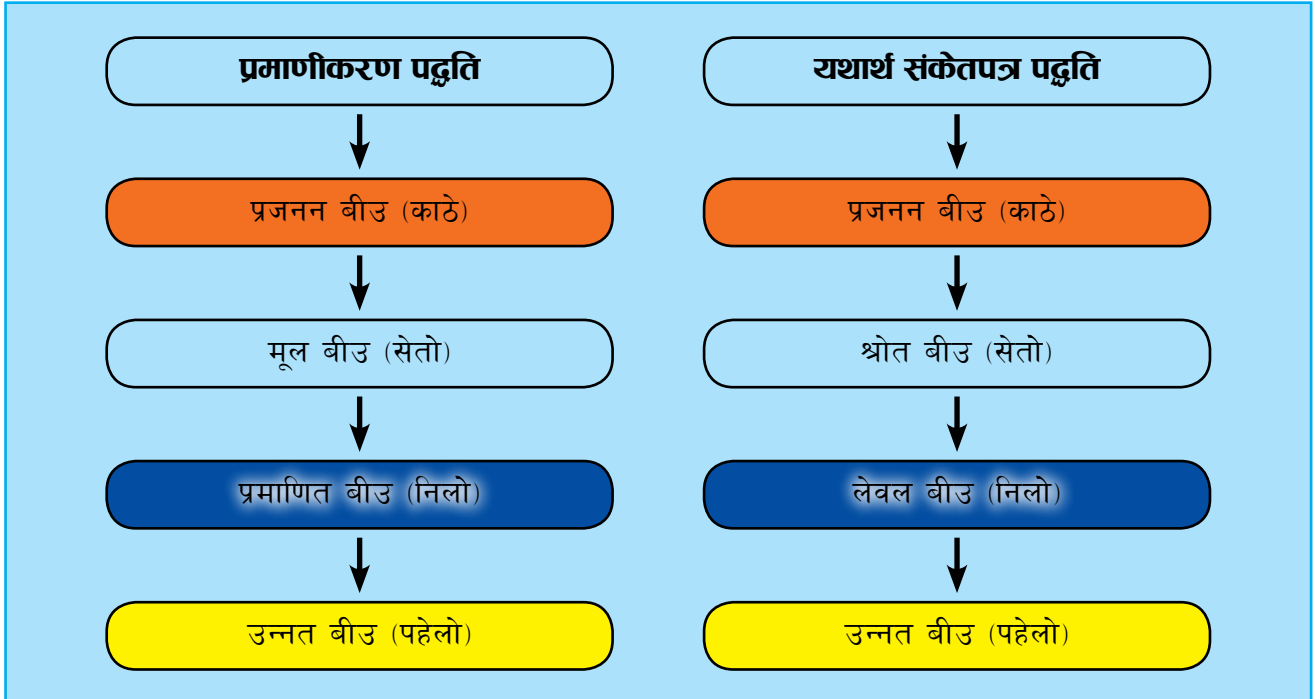 प्रमाणीकरण पद्धति
प्रजनन बीउ (काठे)
मूल बीउ (सेतो)
प्रमाणित बीउ (निलो)
उन्नत बीउ (पहेलो)
यथार्थ संकेतपत्र पद्धति
प्रजनन बीउ (काठे)
श्रोत बीउ (सेतो)
लेवल बीउ (निलो)
उन्नत बीउ (पहेलो)